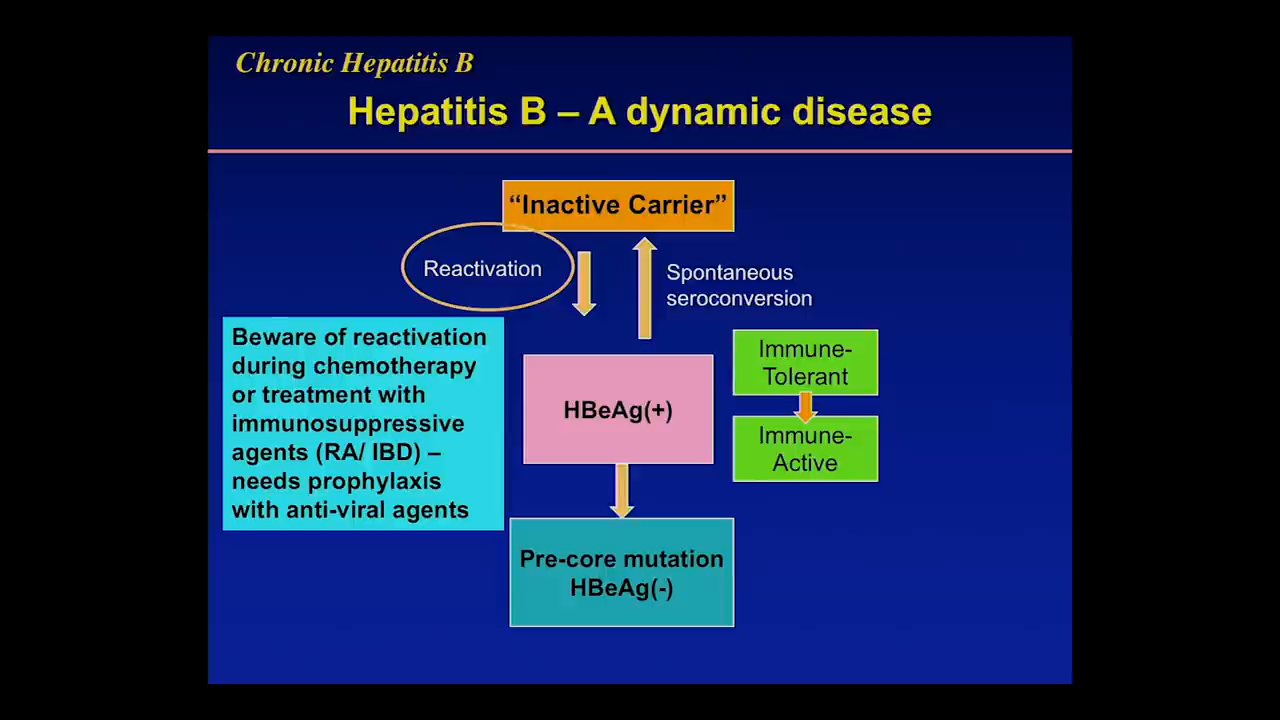 Chronic Hepatitis B
Hepatitis B – A dynamic disease
“Inactive Carrier”
Reactivation
Spontaneous
seroconversion
Beware of reactivation
during chemotherapy
or treatment with
immunosuppressive
agents (RA/ IBD) –
needs prophylaxis
with anti-viral agents
HBeAg(+)
Immune-
Tolerant
Immune-
Active
Pre-core mutation
HBeAg(-)